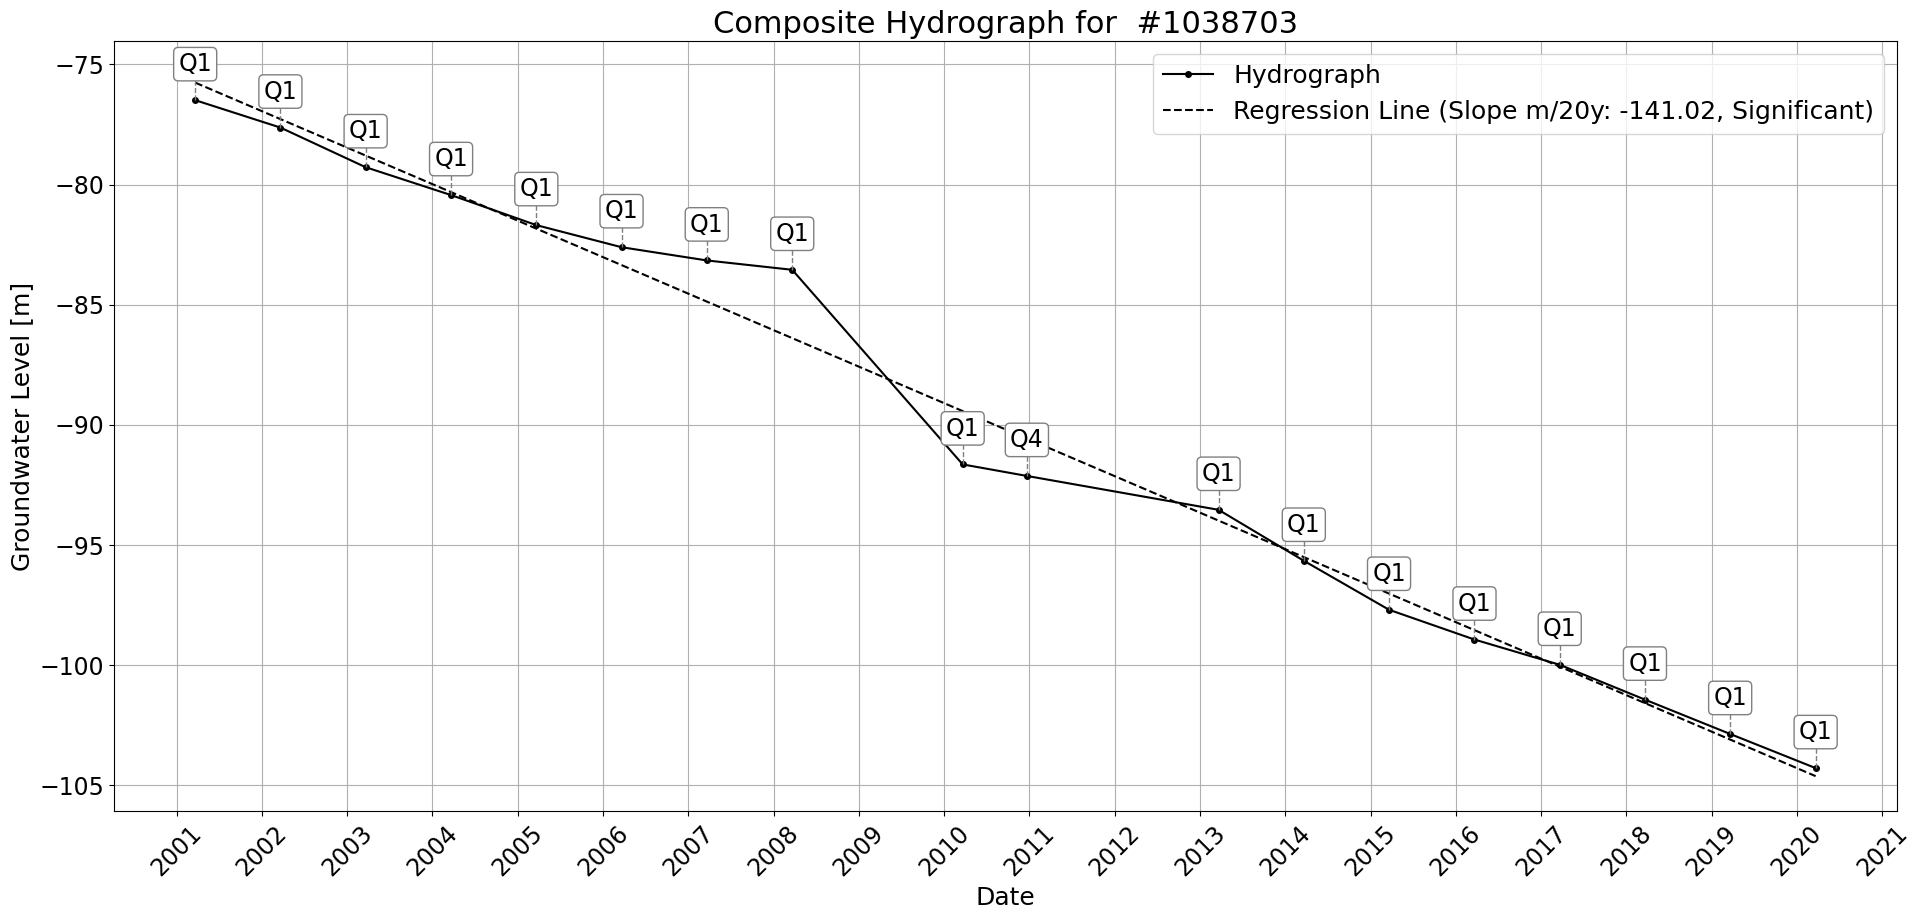 Composite Hydrograph for  #1038703
Hydrograph
Regression Line (Slope m/20y: -141.02, Significant)
Groundwater Level [m]
−75
−80
−85
−90
−95
−100
−105
Q1
Q1
Q1
Q1
Q1
Q1
Q1
Q1
Q1
Q4
Q1
Q1
Q1
Q1
Q1
Q1
Q1
Q1
2001
2002
2003
2004
2005
2006
2007
2008
2009
2010
2011
2012
2013
2014
2015
2016
2017
2018
2019
2020
2021
Date